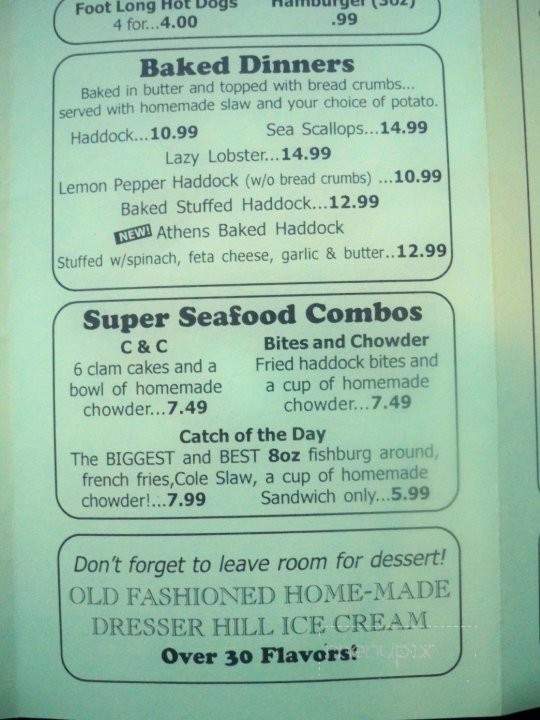 Foot Long Hot Dogs
4 for...4.00
Hamburger (3oz)
.99
Baked Dinners
Baked in butter and topped with bread crumbs...
served with homemade slaw and your choice of potato.
Haddock...10.99 Sea Scallops...14.99
Lazy Lobster...14.99
Lemon Pepper Haddock (w/o bread crumbs) ...10.99
Baked Stuffed Haddock...12.99
NEW! Athens Baked Haddock
Stuffed w/spinach, feta cheese, garlic & butter..12.99
Super Seafood Combos
C & C
6 clam cakes and a
bowl of homemade
chowder...7.49
Bites and Chowder
Fried haddock bites and
a cup of homemade
chowder...7.49
Catch of the Day
The BIGGEST and BEST 8oz fishburg around,
french fries,Cole Slaw, a cup of homemade
chowder!...7.99 Sandwich only...5.99
Don't forget to leave room for dessert!
OLD FASHIONED HOME-MADE
DRESSER HILL ICE CREAM
Over 30 Flavors!
menupix